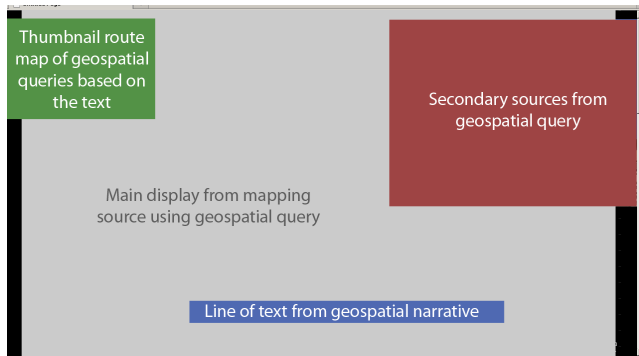 Thumbnail route
map of geospatial
queries based on
the text
Secondary sources from
geospatial query
Main display from mapping
source using geospatial query
Line of text from geospatial narrative